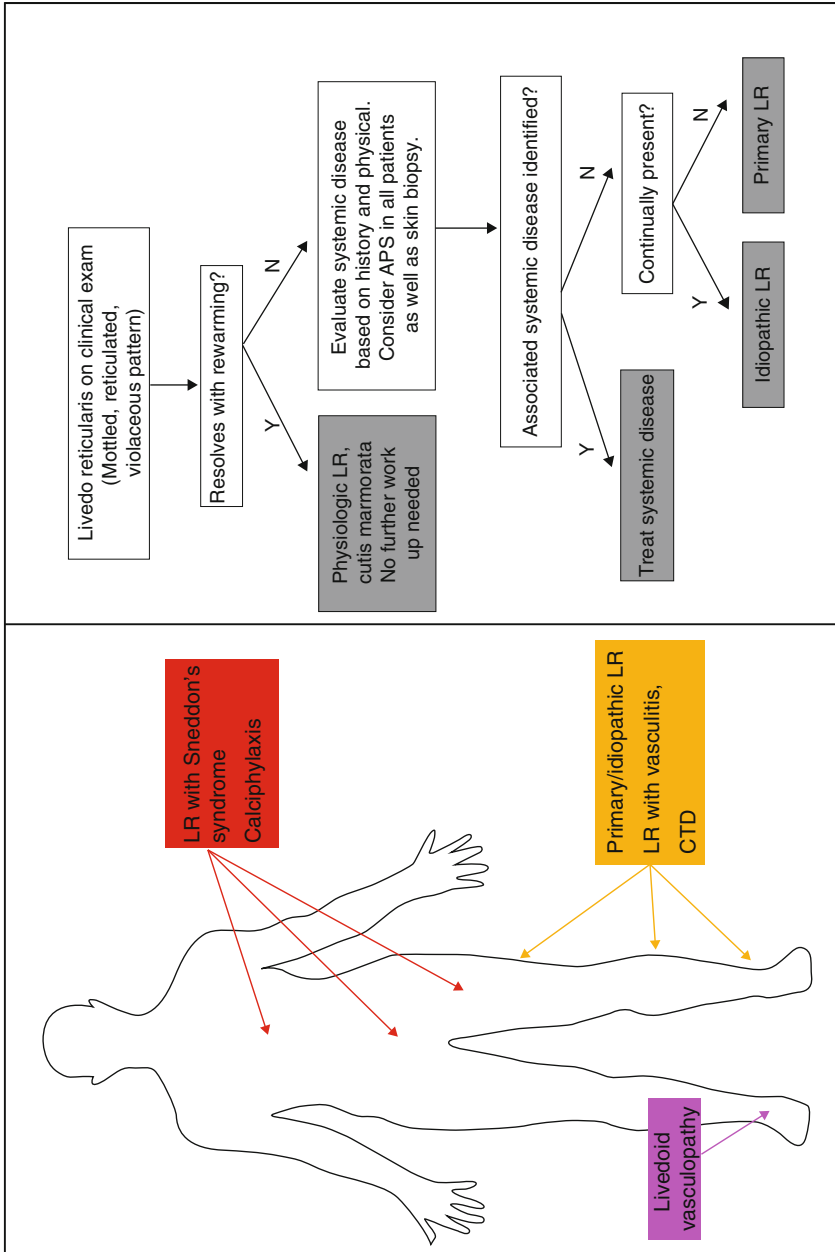 LR with Sneddon's
syndrome
Calciphylaxis
Primary/idiopathic LR
LR with vasculitis,
CTD
Livedoid
vasculopathy
Livedo reticularis on clinical exam
(Mottled, reticulated,
violaceous pattern)
Resolves with rewarming?
Y
N
Physiologic LR,
cutis marmorata
No further work
up needed
Evaluate systemic disease
based on history and physical.
Consider APS in all patients
as well as skin biopsy.
Associated systemic disease identified?
Y
N
Treat systemic disease
Continually present?
Y
N
Idiopathic LR
Primary LR